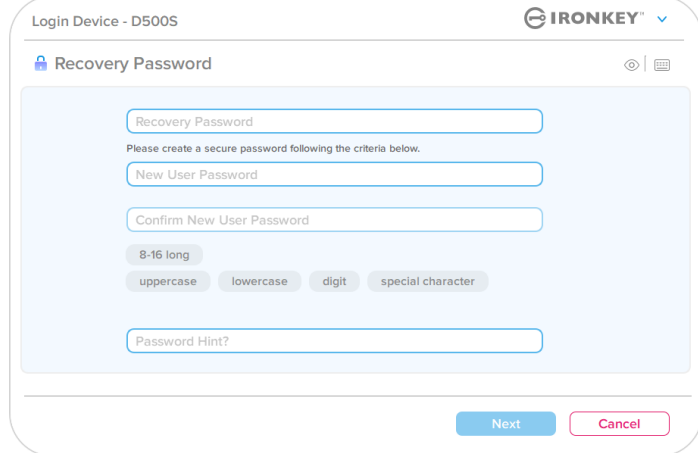 Login Device - D500S
IRONKEY™
Recovery Password
Recovery Password
Please create a secure password following the criteria below.
New User Password
Confirm New User Password
8-16 long
uppercase lowercase digit special character
Password Hint?
Next Cancel